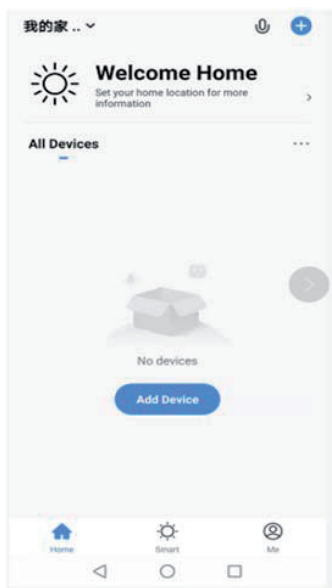 我的家 ..
Welcome Home
Set your home location for more
information
All Devices
No devices
Add Device
Home
Smart
Me